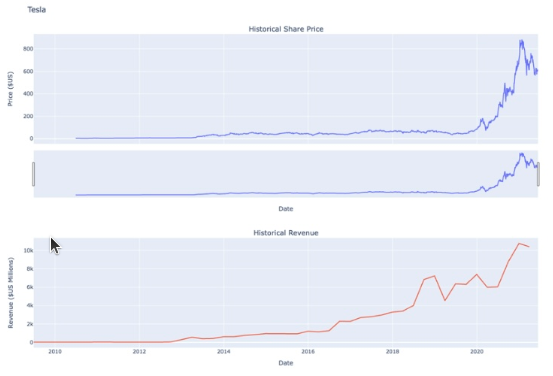 Tesla
Historical Share Price
Price ($US)
800
600
400
200
0
Date
Historical Revenue
Revenue ($US Millions)
10k
8k
6k
4k
2k
0
2010 2012 2014 2016 2018 2020
Date